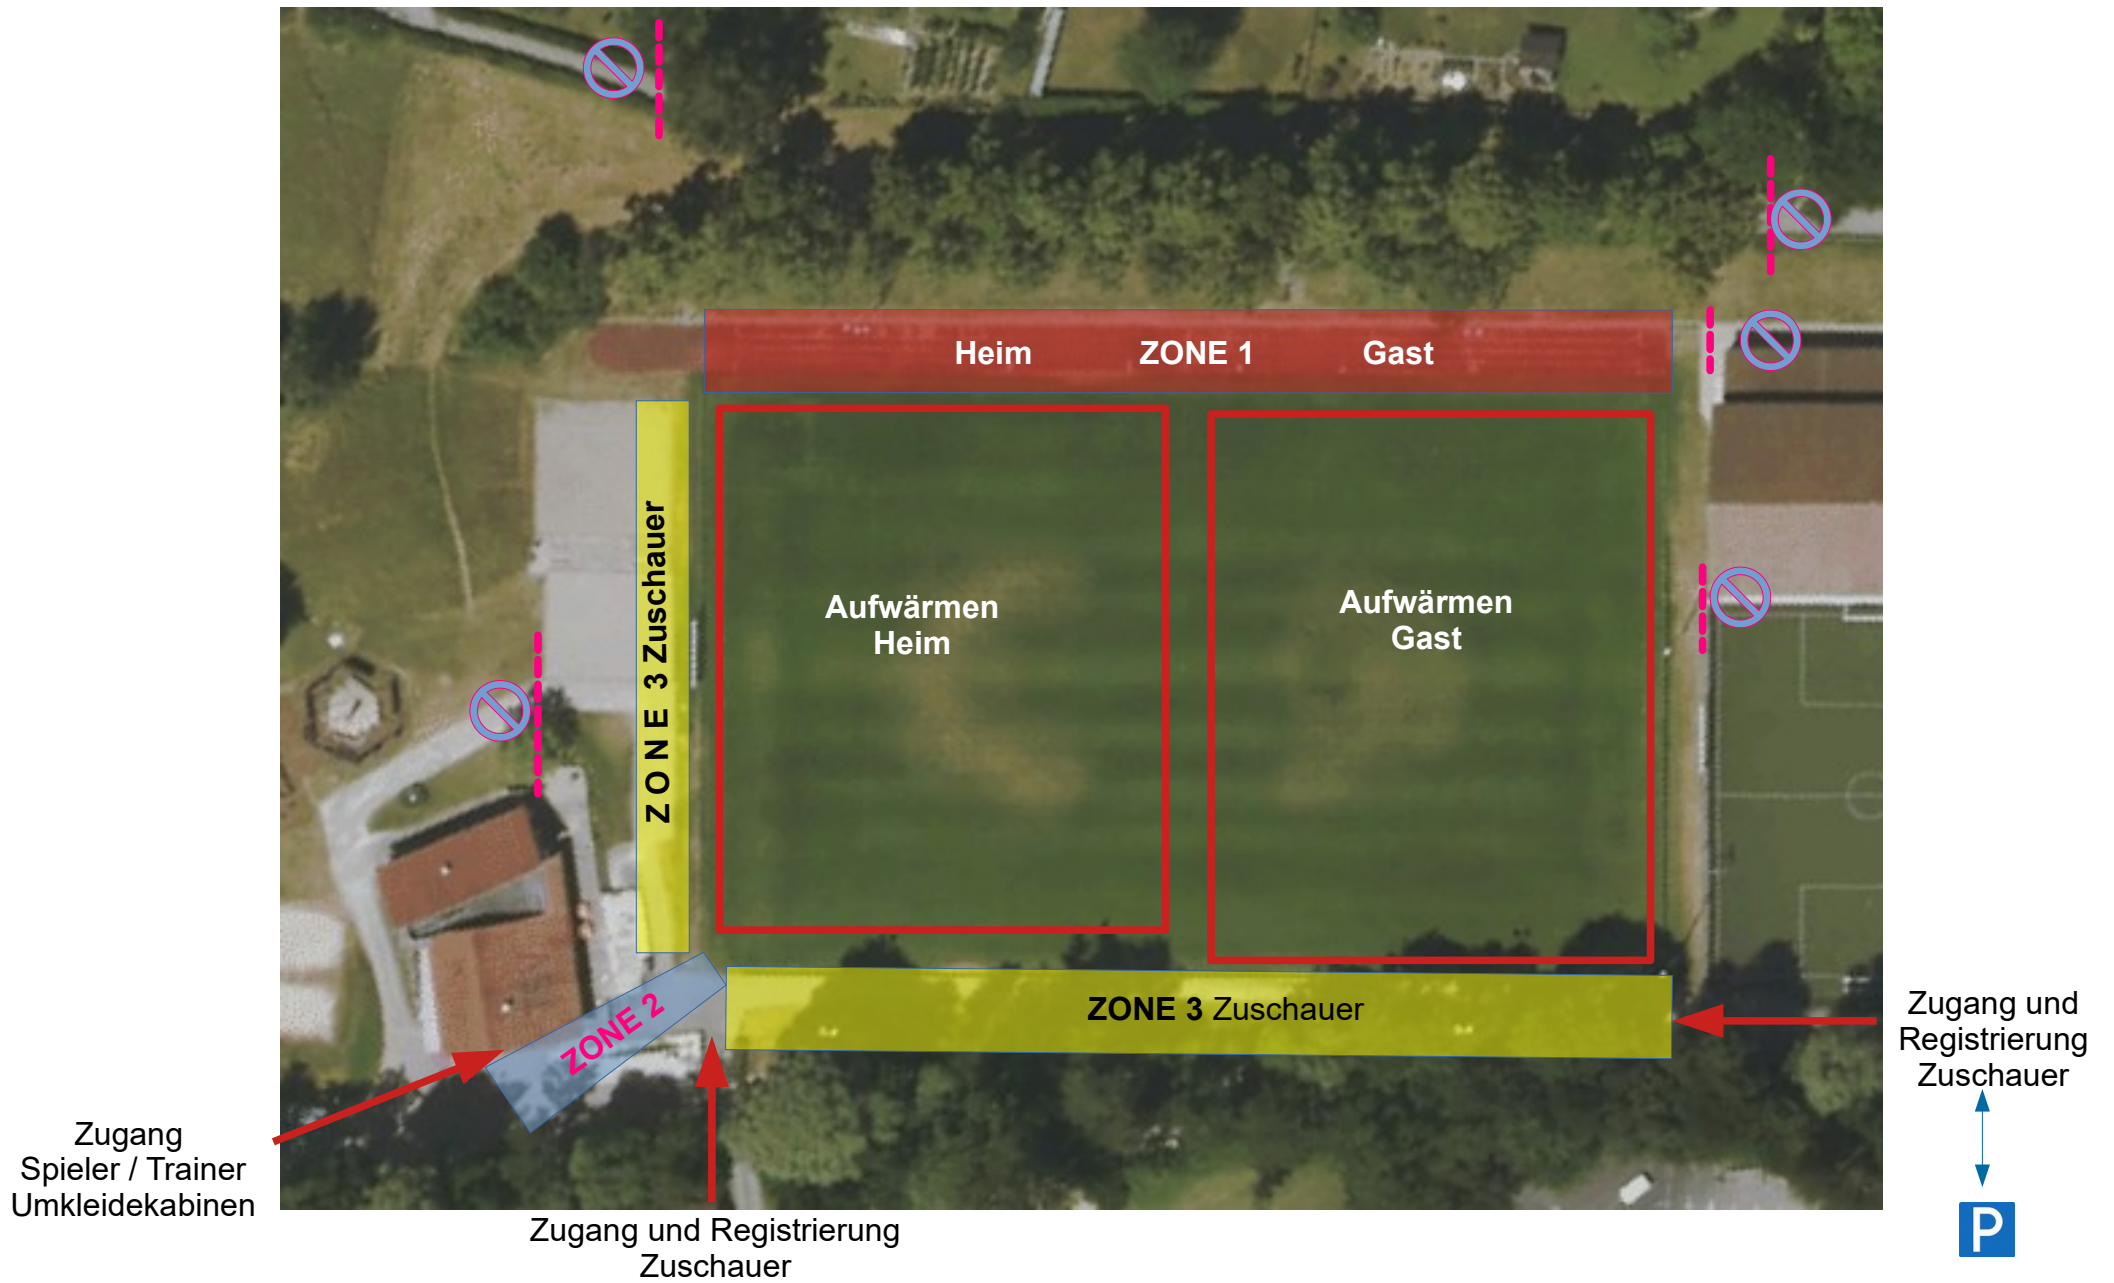 Heim ZONE 1 Gast
ZONE 3 Zuschauer
Aufwärmen
Heim
Aufwärmen
Gast
ZONE 2
ZONE 3 Zuschauer
Zugang und
Registrierung
Zuschauer
P
Zugang
Spieler / Trainer
Umkleidekabinen
Zugang und Registrierung
Zuschauer